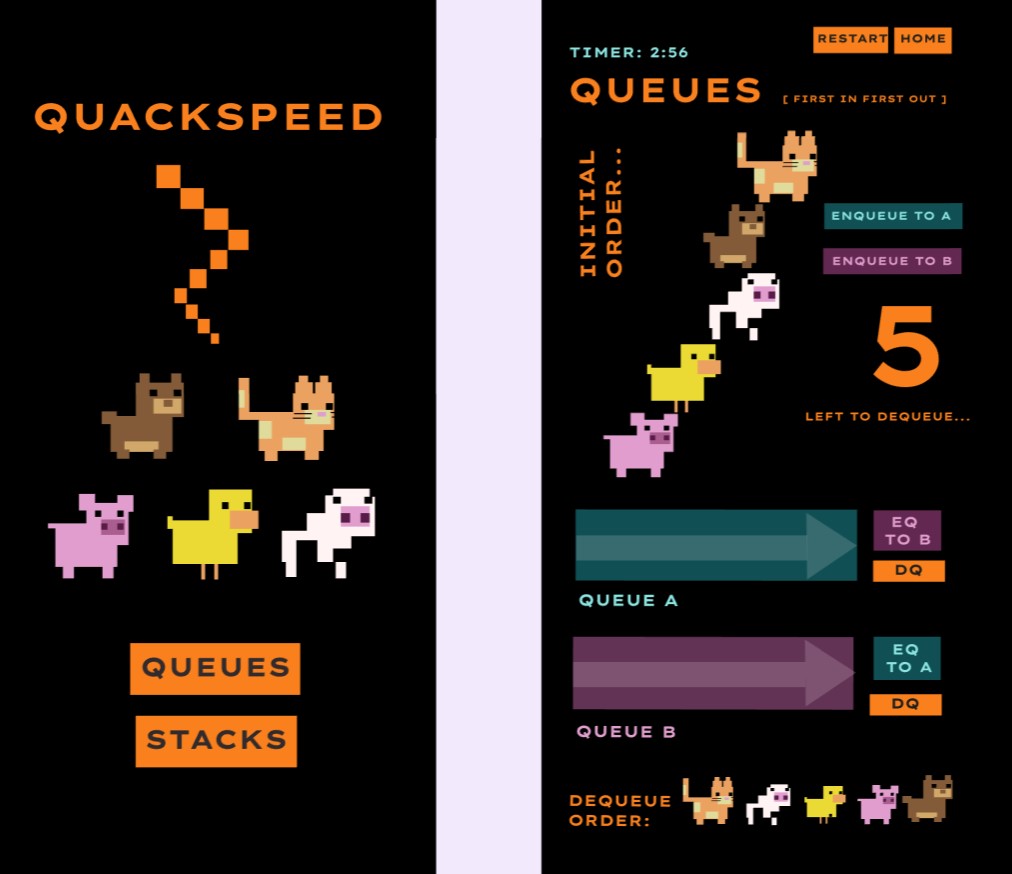 QUACKSPEED
QUEUES
STACKS
TIMER: 2:56
RESTART
HOME
QUEUES
[ FIRST IN FIRST OUT ]
INITIAL
ORDER...
ENQUEUE TO A
ENQUEUE TO B
5
LEFT TO DEQUEUE...
EQ
TO B
DQ
QUEUE A
EQ
TO A
DQ
QUEUE B
DEQUEUE
ORDER: